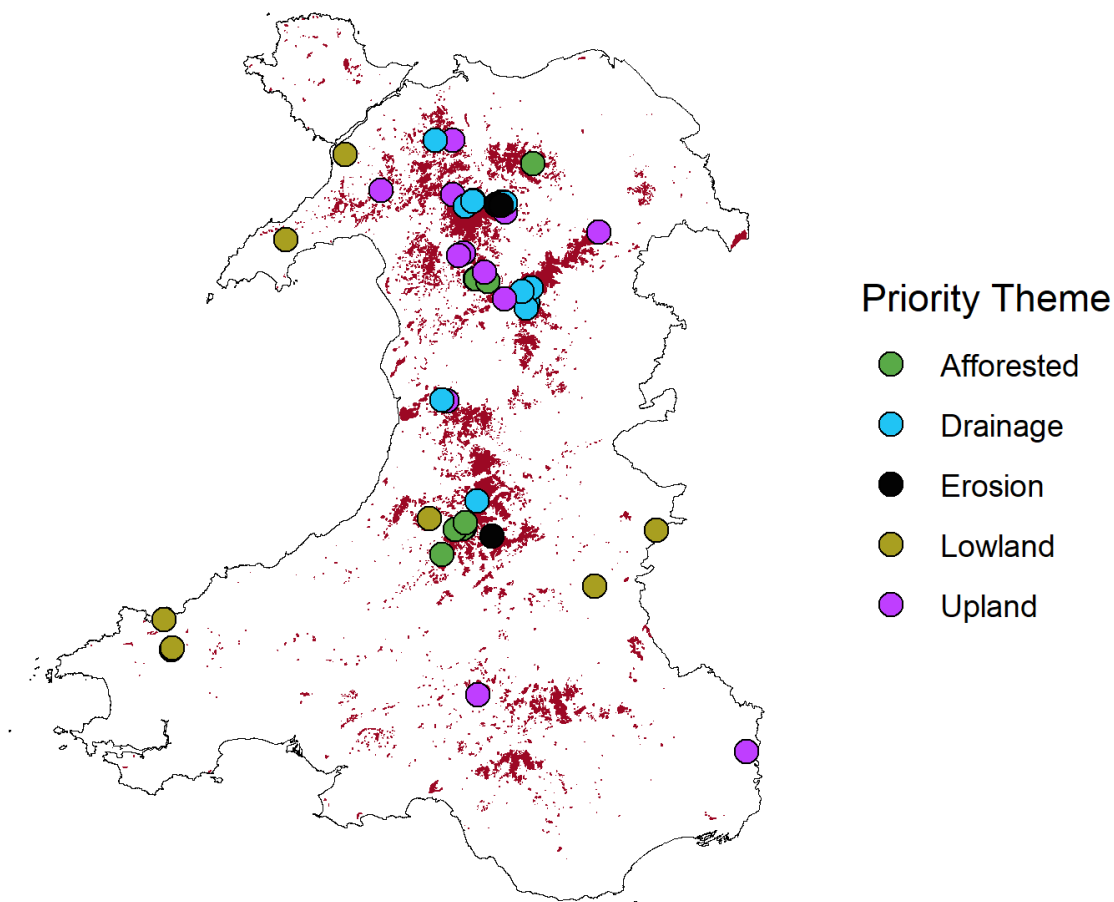 Priority Theme
Afforested
Drainage
Erosion
Lowland
Upland